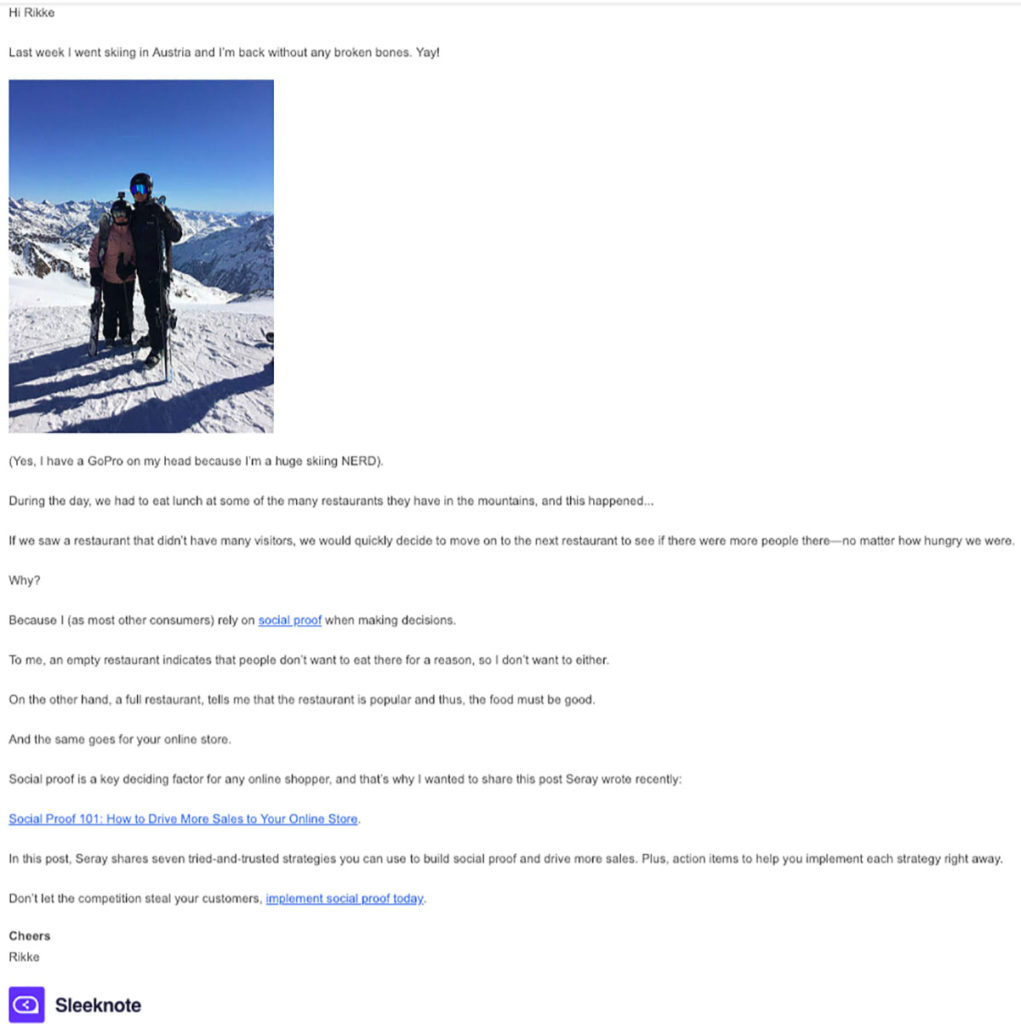 Hi Rikke
Last week I went skiing in Austria and I'm back without any broken bones. Yay!
(Yes, I have a GoPro on my head because I'm a huge skiing NERD).
During the day, we had to eat lunch at some of the many restaurants they have in the mountains, and this happened...
If we saw a restaurant that didn't have many visitors, we would quickly decide to move on to the next restaurant to see if there were more people there—no matter how hungry we were.
Why?
Because I (as most other consumers) rely on social proof when making decisions.
To me, an empty restaurant indicates that people don't want to eat there for a reason, so I don't want to either.
On the other hand, a full restaurant, tells me that the restaurant is popular and thus, the food must be good.
And the same goes for your online store.
Social proof is a key deciding factor for any online shopper, and that's why I wanted to share this post Seray wrote recently:
Social Proof 101: How to Drive More Sales to Your Online Store.
In this post, Seray shares seven tried-and-trusted strategies you can use to build social proof and drive more sales. Plus, action items to help you implement each strategy right away.
Don't let the competition steal your customers, implement social proof today.
Cheers
Rikke
Sleeknote